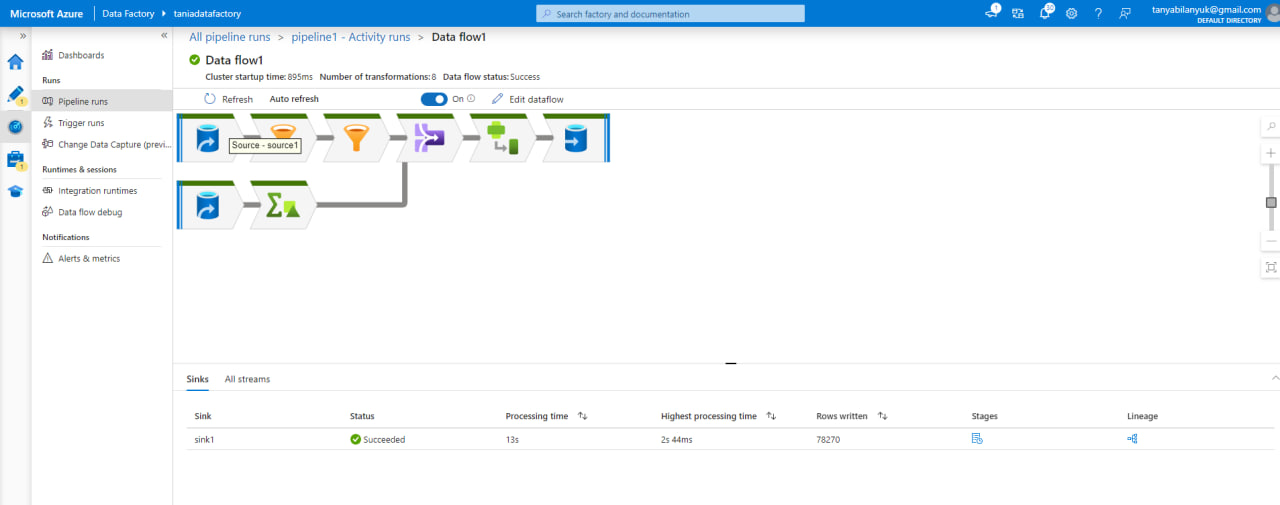 Microsoft Azure | Data Factory taniadatafactory Search factory and documentation 1 30 tanyabilanyuk@gmail.com
DEFAULT DIRECTORY
» «
1
1
Dashboards
Runs
Pipeline runs
Trigger runs
Change Data Capture (previ...
Runtimes & sessions
Integration runtimes
Data flow debug
Notifications
Alerts & metrics
All pipeline runs > pipeline1 - Activity runs > Data flow1
Data flow1
Cluster startup time: 895ms Number of transformations: 8 Data flow status: Success
Refresh Auto refresh On Edit dataflow
Source - source1
Sinks All streams
Sink Status Processing time Highest processing time Rows written Stages Lineage
sink1 Succeeded 13s 2s 44ms 78270